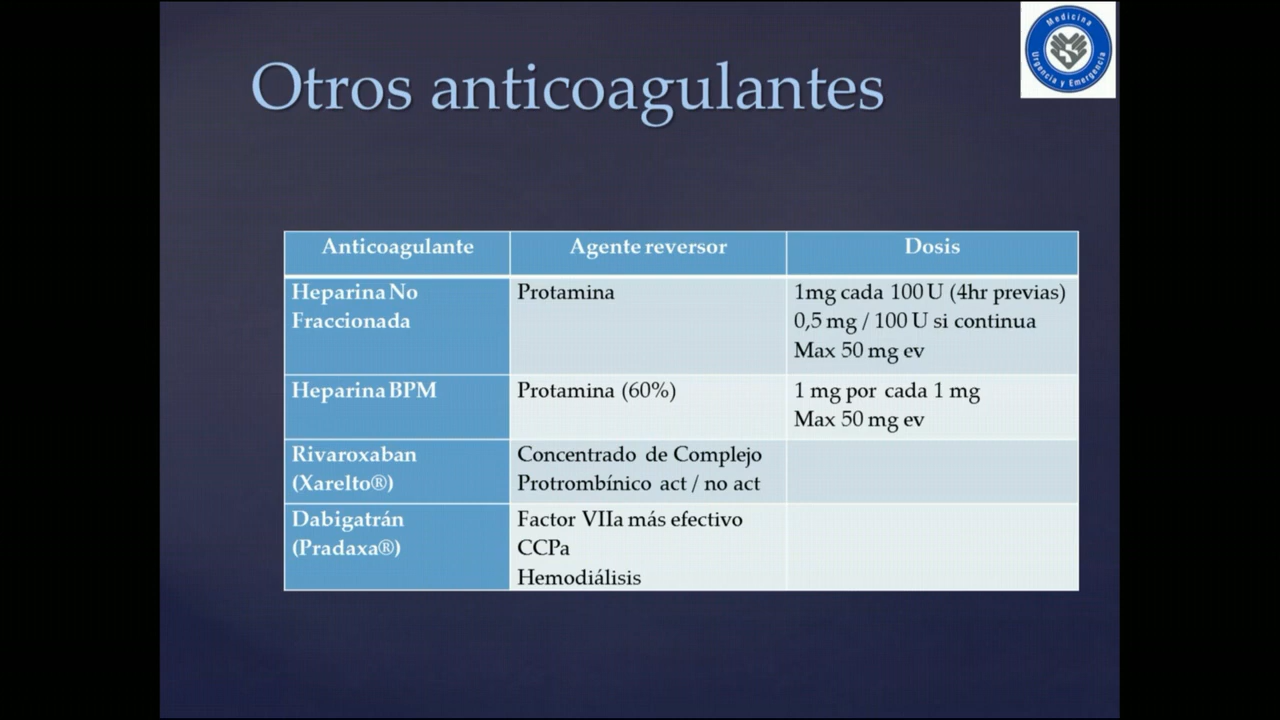 Medicina
Urgencia y Emergencia
Otros anticoagulantes
Anticoagulante
Agente reversor
Dosis
Heparina No
Fraccionada
Protamina
1mg cada 100 U (4hr previas)
0,5 mg / 100 U si continua
Max 50 mg ev
Heparina BPM
Protamina (60%)
1 mg por cada 1 mg
Max 50 mg ev
Rivaroxaban
(Xarelto®)
Concentrado de Complejo
Protrombínico act / no act
Dabigatrán
(Pradaxa®)
Factor VIIa más efectivo
CCPa
Hemodiálisis